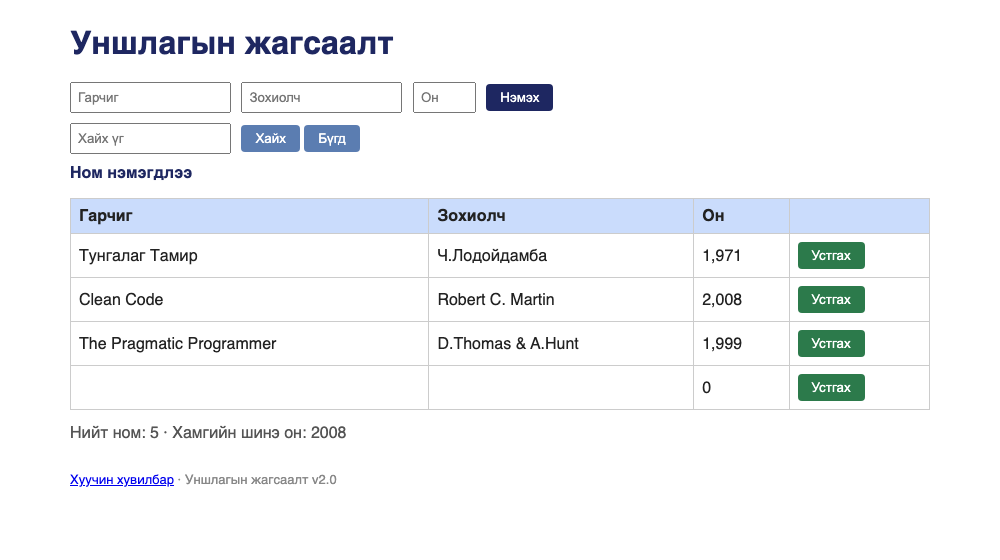 Уншлагын жагсаалт
Гарчиг Зохиолч Он Нэмэх
Хайх үг Хайх Бүгд
Ном нэмэгдлээ
Гарчиг Зохиолч Он
Тунгалаг Тамир Ч.Лодойдамба 1,971 Устгах
Clean Code Robert C. Martin 2,008 Устгах
The Pragmatic Programmer D.Thomas & A.Hunt 1,999 Устгах
0 Устгах
Нийт ном: 5 · Хамгийн шинэ он: 2008
Хуучин хувилбар · Уншлагын жагсаалт v2.0